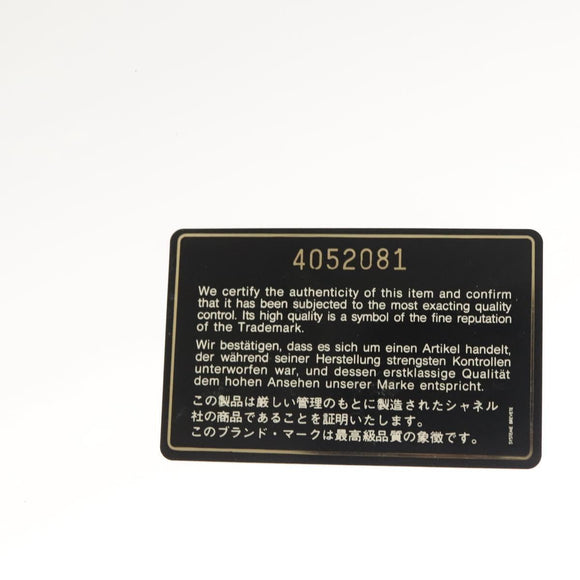 4052081
We certify the authenticity of this item and confirm
that it has been subjected to the most exacting quality
control. Its high quality is a symbol of the fine reputation
of the Trademark.
Wir bestätigen, dass es sich um einen Artikel handelt,
der während seiner Herstellung strengsten Kontrollen
unterworfen war, und dessen erstklassige Qualität
dem hohen Ansehen unserer Marke entspricht.
この製品は厳しい管理のもとに製造されたシャネル
社の商品であることを証明いたします。
このブランド・マークは最高級品質の象徴です。
SYSTEME BREVETE